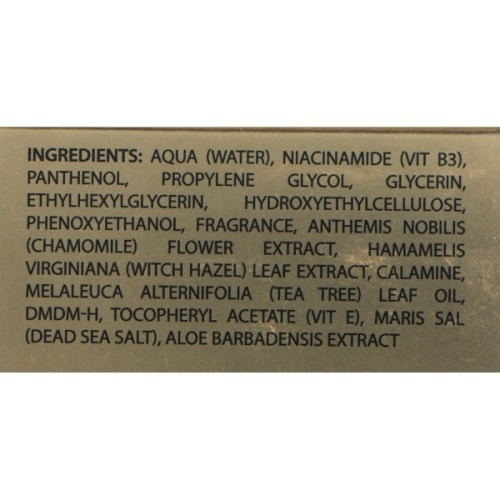 INGREDIENTS: AQUA (WATER), NIACINAMIDE (VIT B3),
PANTHENOL, PROPYLENE GLYCOL, GLYCERIN,
ETHYLHEXYLGLYCERIN, HYDROXYETHYLCELLULOSE,
PHENOXYETHANOL, FRAGRANCE, ANTHEMIS NOBILIS
(CHAMOMILE) FLOWER EXTRACT, HAMAMELIS
VIRGINIANA (WITCH HAZEL) LEAF EXTRACT, CALAMINE,
MELALEUCA ALTERNIFOLIA (TEA TREE) LEAF OIL,
DMDM-H, TOCOPHERYL ACETATE (VIT E), MARIS SAL
(DEAD SEA SALT), ALOE BARBADENSIS EXTRACT